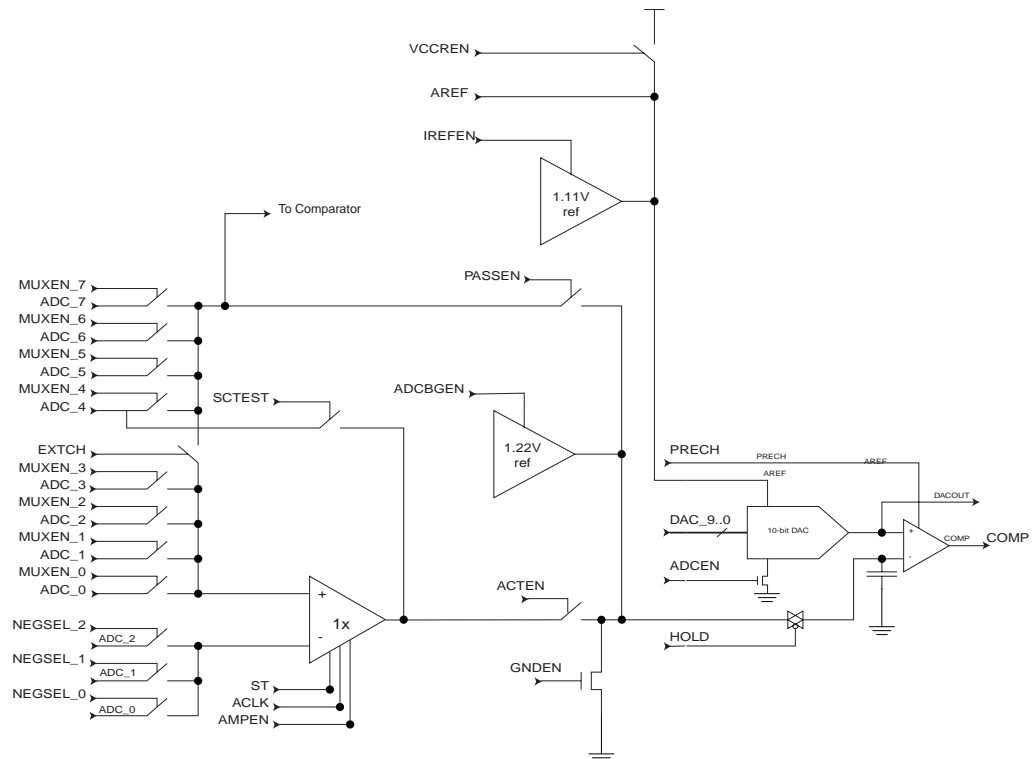 VCCREN
AREF
IREFEN
1.11V
ref
To Comparator
PASSEN
MUXEN_7
ADC_7
MUXEN_6
ADC_6
MUXEN_5
ADC_5
MUXEN_4
ADC_4
SCTEST
ADCBGEN
1.22V
ref
EXTCH
MUXEN_3
ADC_3
MUXEN_2
ADC_2
MUXEN_1
ADC_1
MUXEN_0
ADC_0
PRECH
PRECH
AREF
AREF
DACOUT
DAC_9..0
10-bit DAC
+
-
COMP
COMP
ADCEN
ACTEN
+
1x
-
NEGSEL_2
ADC_2
NEGSEL_1
ADC_1
NEGSEL_0
ADC_0
HOLD
GNDEN
ST
ACLK
AMPEN